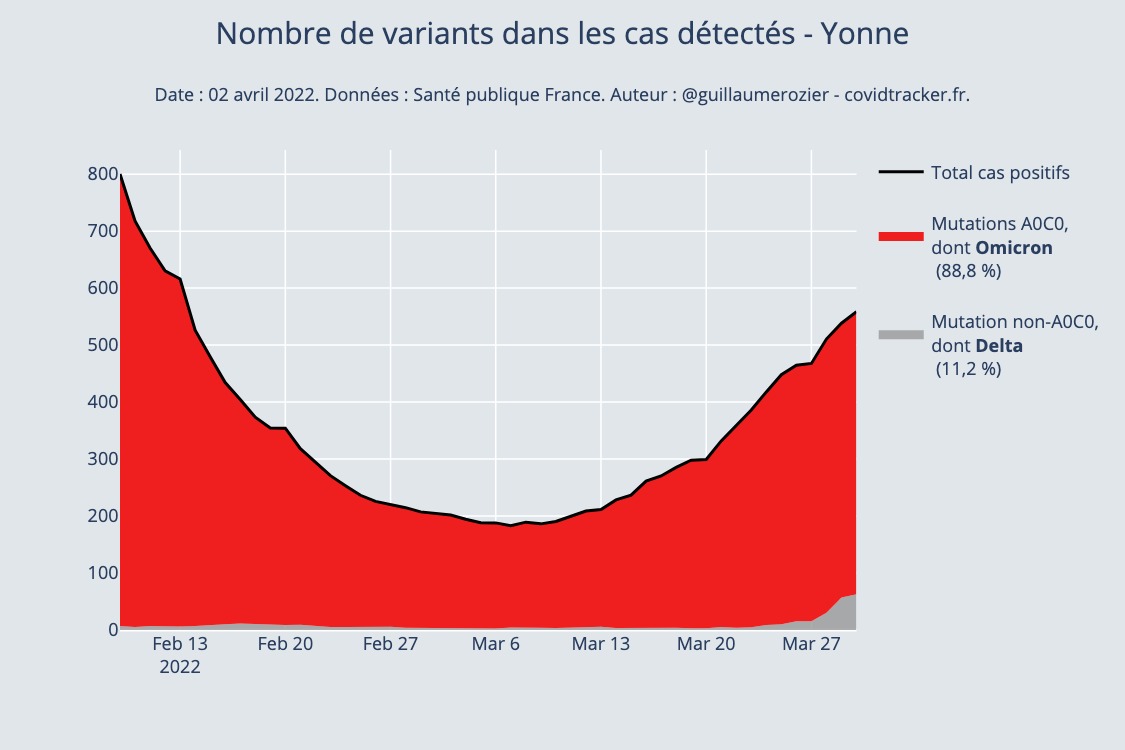 Nombre de variants dans les cas détectés - Yonne
Date : 02 avril 2022. Données : Santé publique France. Auteur : @guillaumerozier - covidtracker.fr.
800
700
600
500
400
300
200
100
0
Feb 13
2022
Feb 20
Feb 27
Mar 6
Mar 13
Mar 20
Mar 27
Total cas positifs
Mutations A0C0,
dont Omicron
(88,8 %)
Mutation non-A0C0,
dont Delta
(11,2 %)